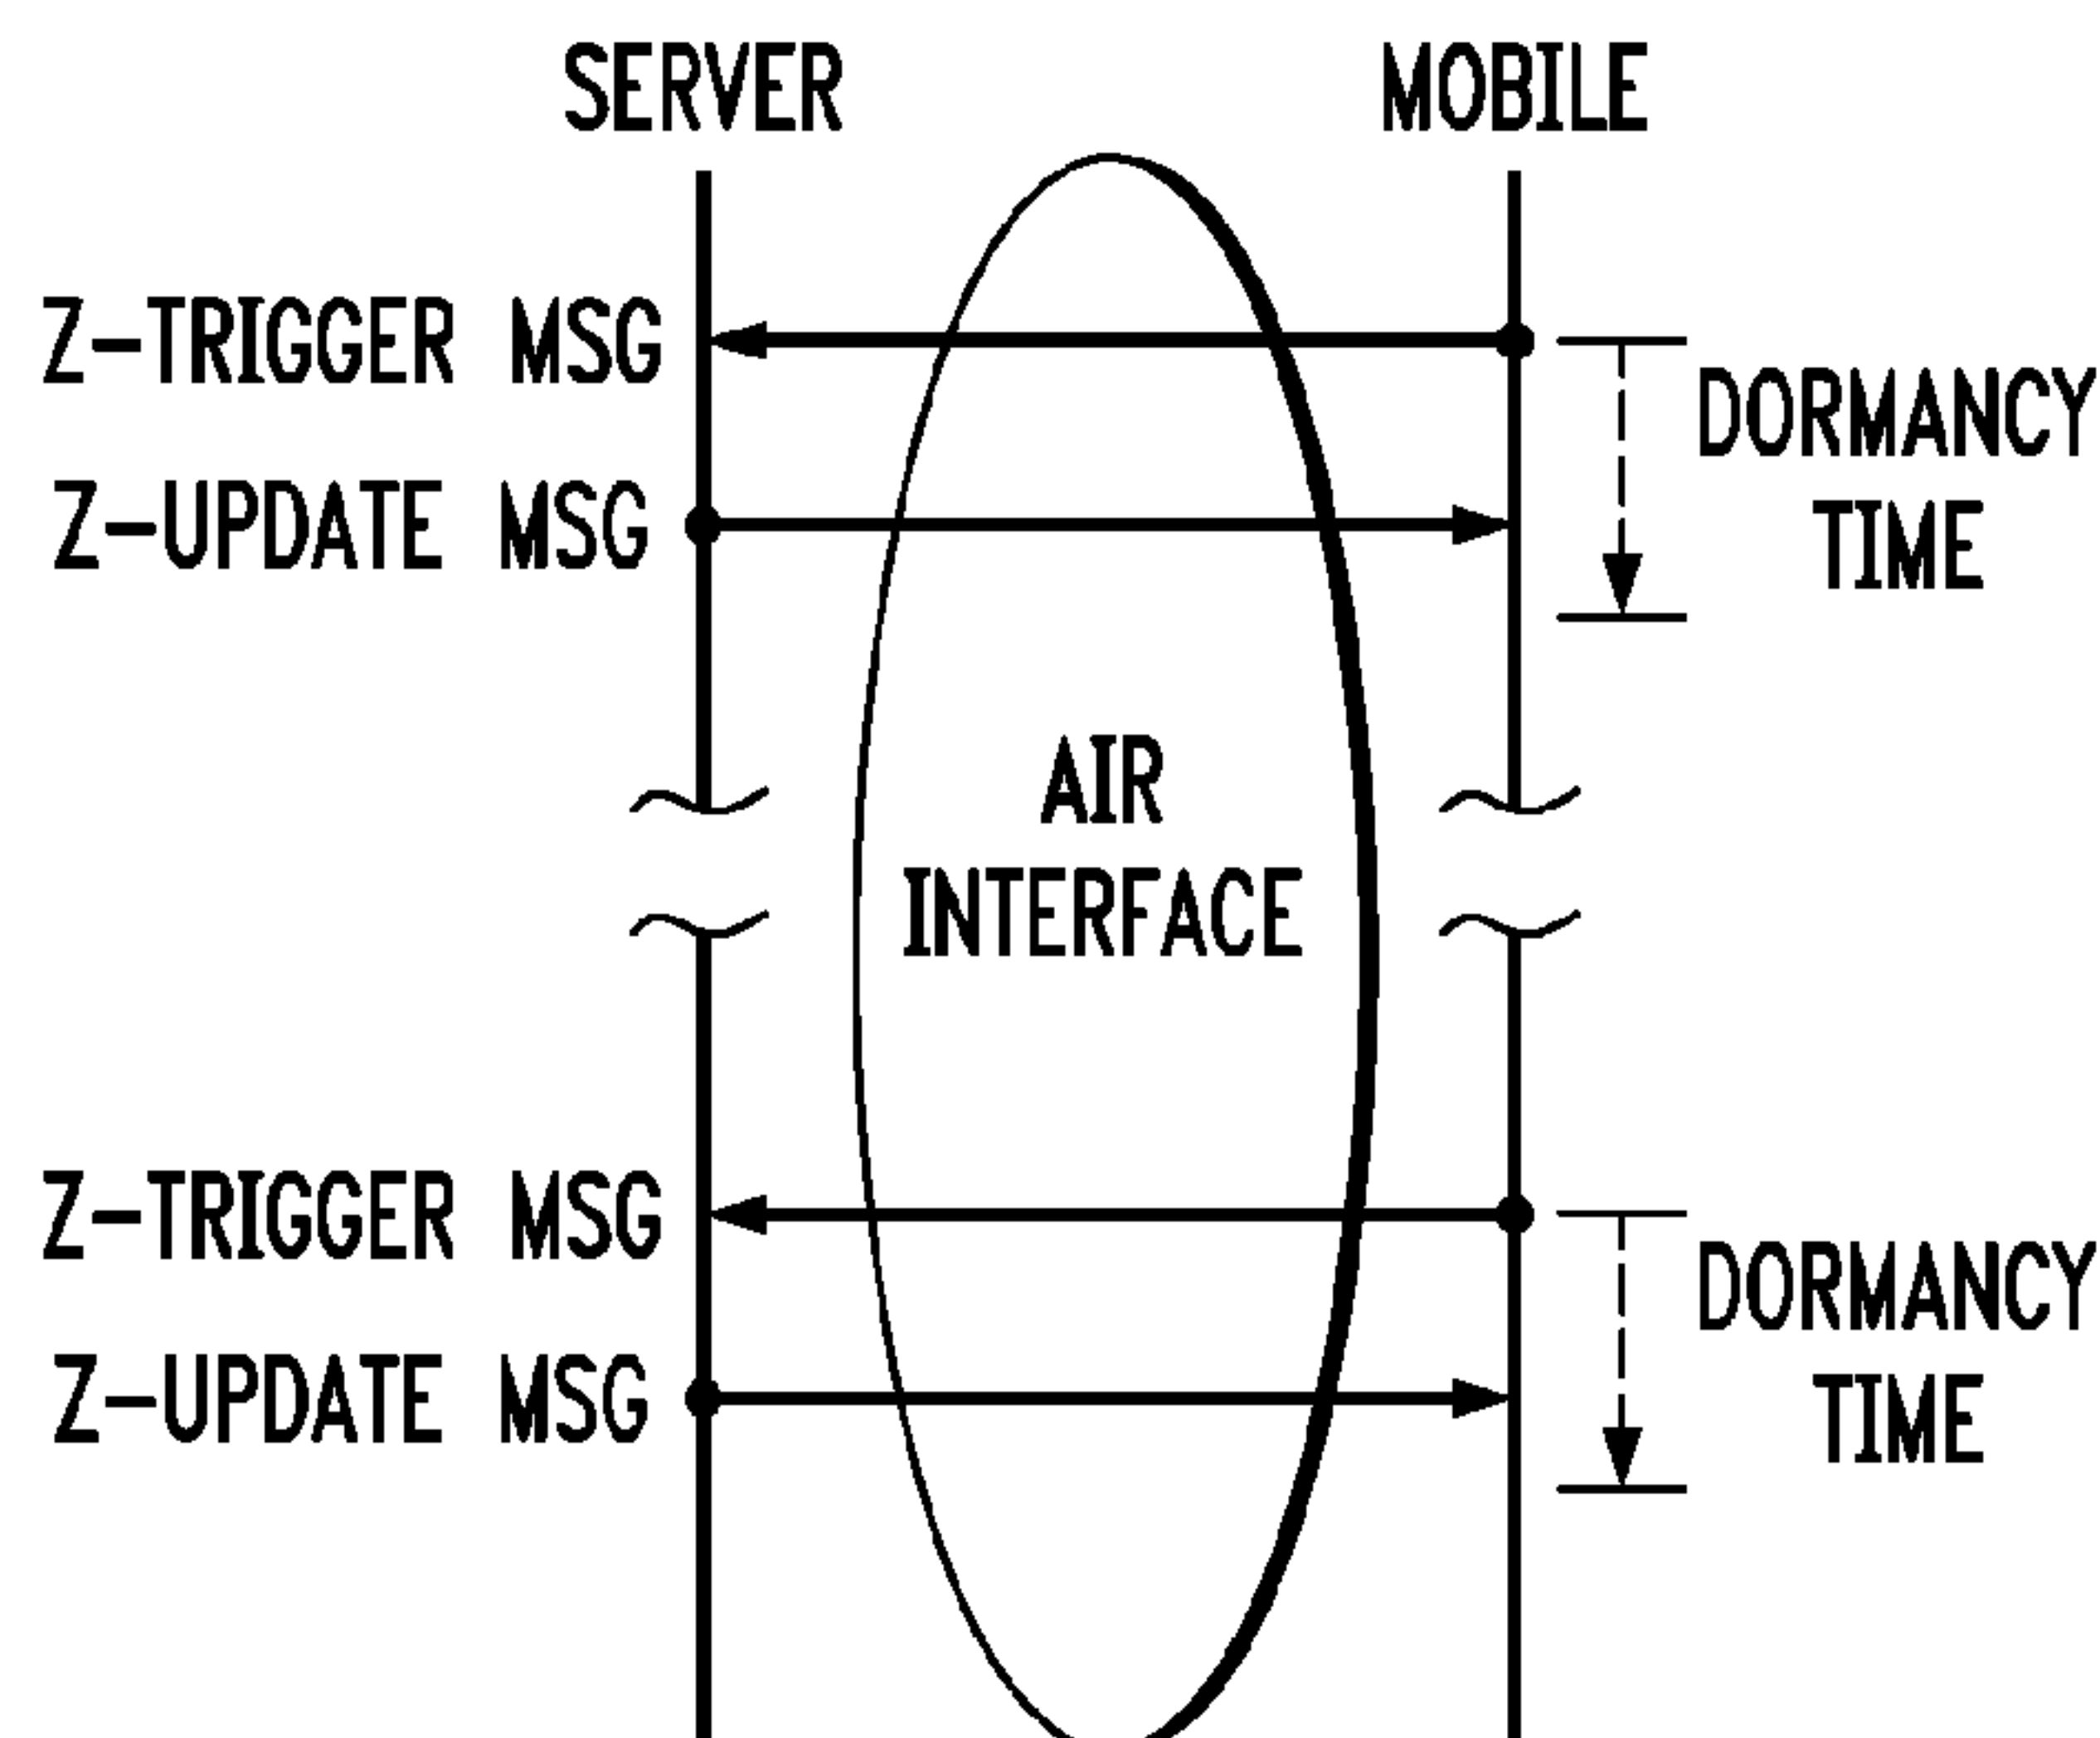 SERVER MOBILE
Z-TRIGGER MSG
DORMANCY
TIME
Z-UPDATE MSG
AIR
INTERFACE
Z-TRIGGER MSG
DORMANCY
TIME
Z-UPDATE MSG